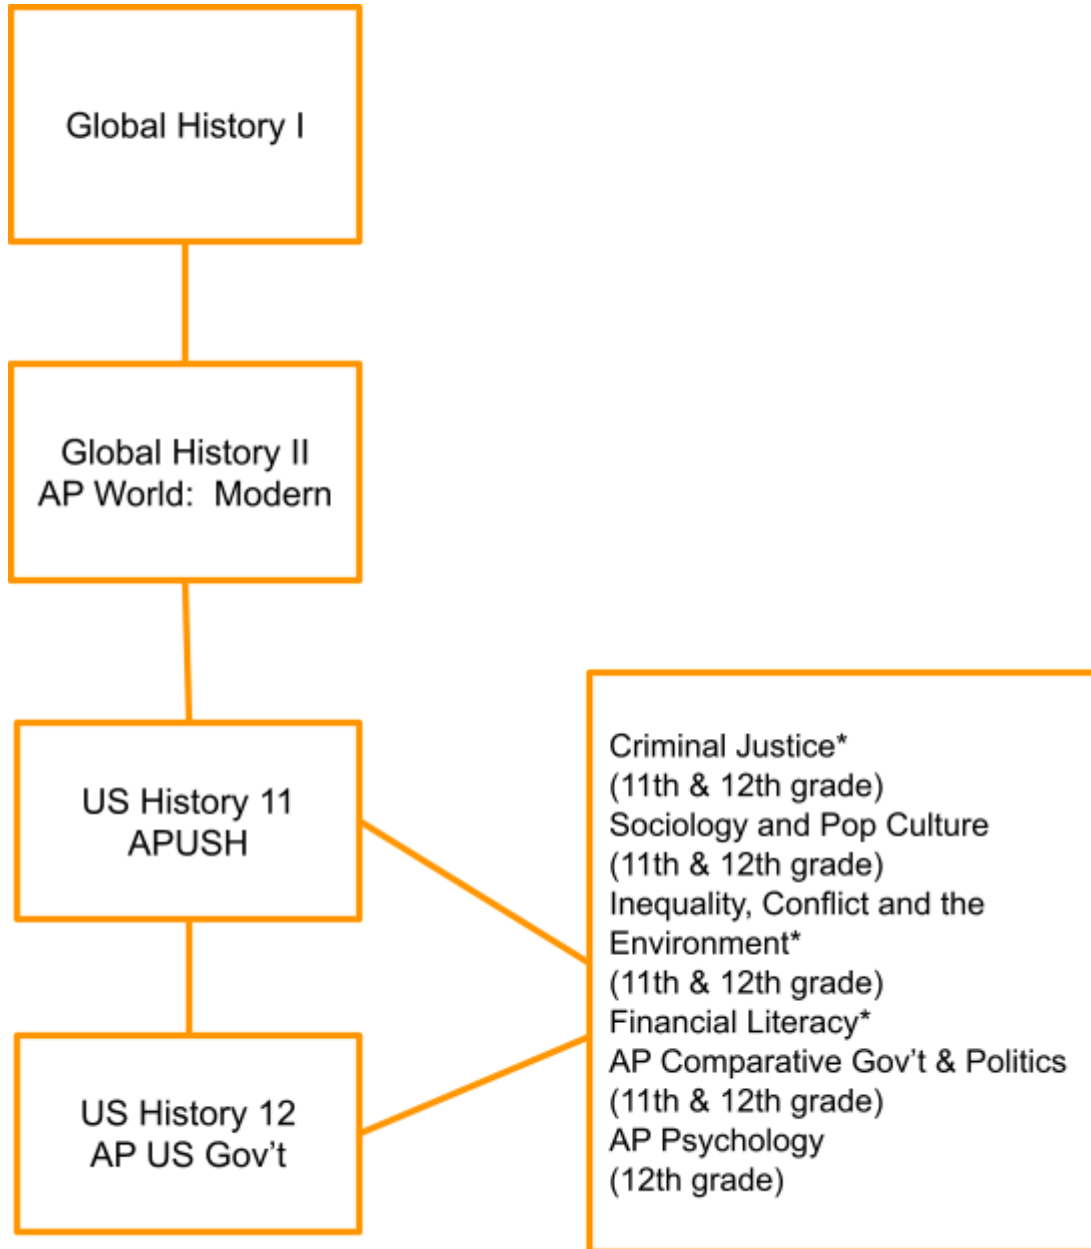 Global History I
Global History II
AP World:  Modern
US History 11
APUSH
US History 12
AP US Gov’t
Criminal Justice*
(11th & 12th grade)
Sociology and Pop Culture
(11th & 12th grade)
Inequality, Conflict and the
Environment*
(11th & 12th grade)
Financial Literacy*
AP Comparative Gov’t & Politics
(11th & 12th grade)
AP Psychology
(12th grade)